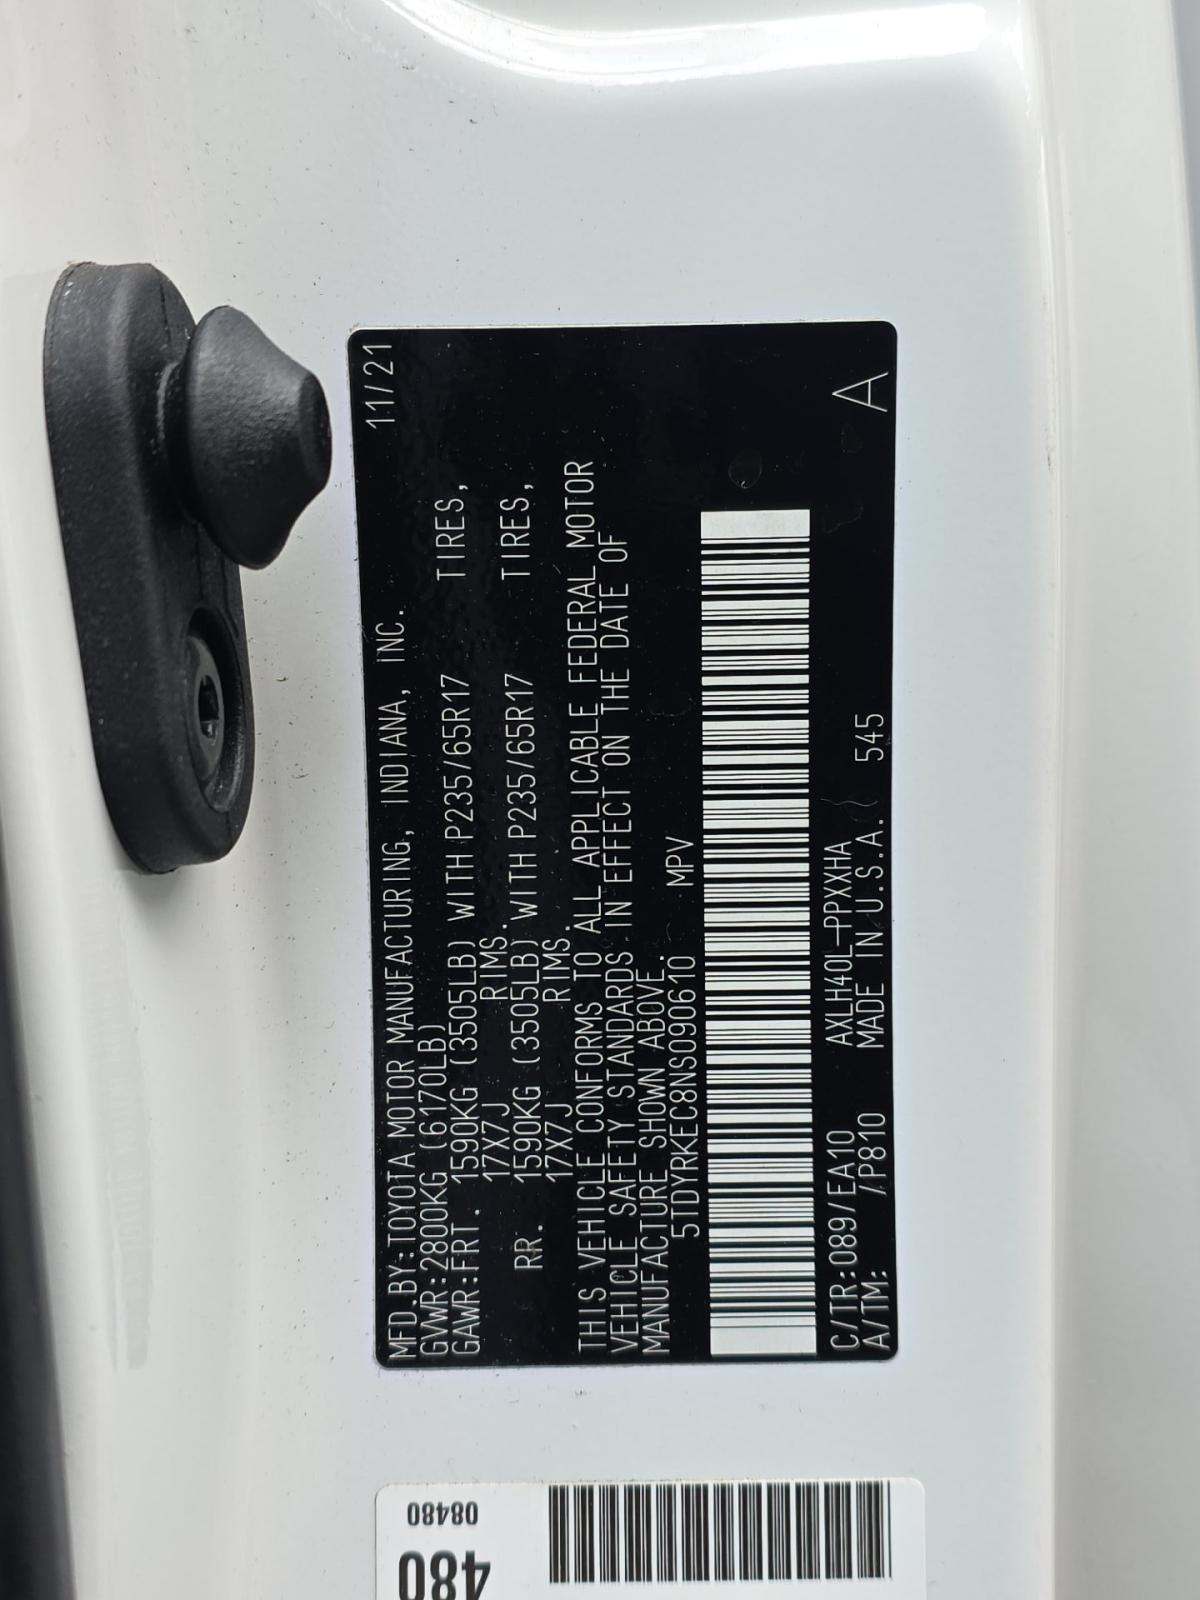 MFD.BY:TOYOTA MOTOR MANUFACTURING, INDIANA, INC. 11/21
GVWR:2800KG (6170LB)
GAWR:FRT. 1590KG (3505LB) WITH P235/65R17 TIRES,
17X7J RIMS.
RR. 1590KG (3505LB) WITH P235/65R17 TIRES,
17X7J RIMS.
THIS VEHICLE CONFORMS TO ALL APPLICABLE FEDERAL MOTOR
VEHICLE SAFETY STANDARDS IN EFFECT ON THE DATE OF
MANUFACTURE SHOWN ABOVE.
5TDYRKEC8NS090610 MPV
C/TR:089/EA10 AXLH40L-PPXXHA
A/TM: /P810 MADE IN U.S.A. 545 A
08480
480